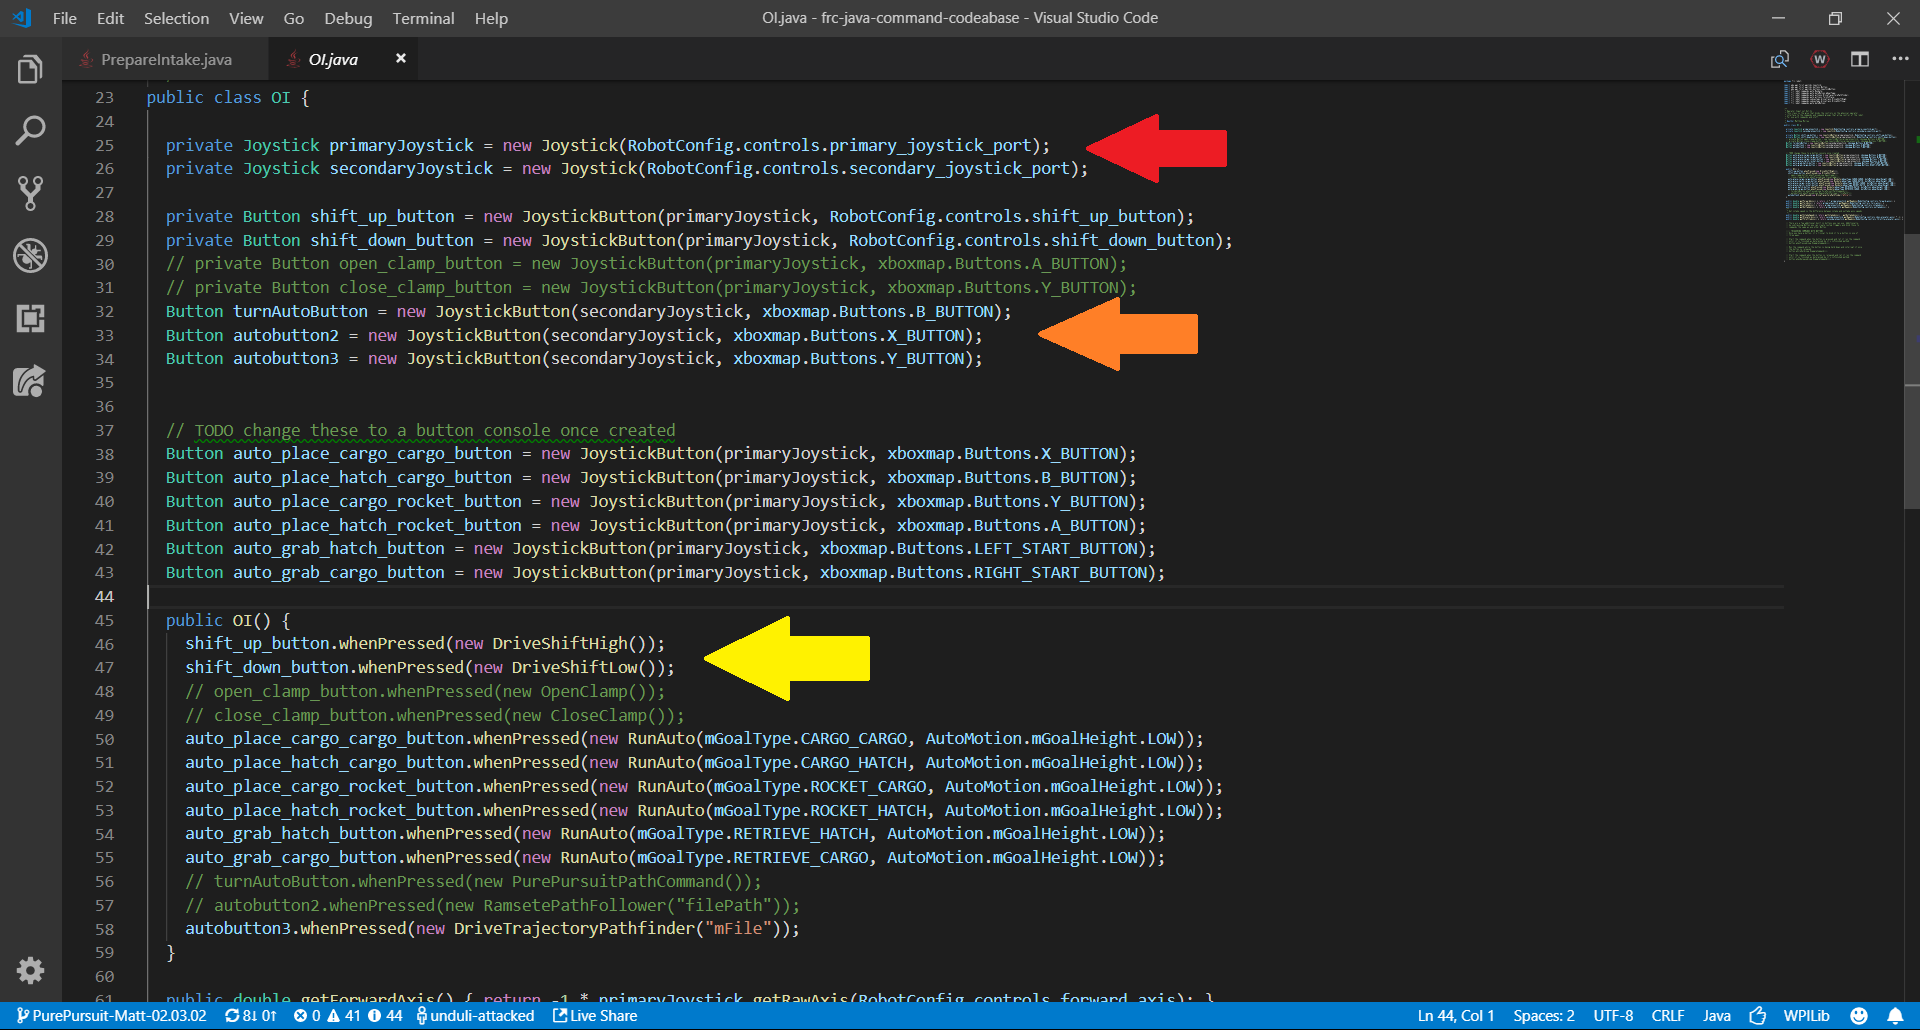 File Edit Selection View Go Debug Terminal Help OI.java - frc-java-command-codeabase - Visual Studio Code
PrepareIntake.java OI.java
23 public class OI {
24
25 private Joystick primaryJoystick = new Joystick(RobotConfig.controls.primary_joystick_port);
26 private Joystick secondaryJoystick = new Joystick(RobotConfig.controls.secondary_joystick_port);
27
28 private Button shift_up_button = new JoystickButton(primaryJoystick, RobotConfig.controls.shift_up_button);
29 private Button shift_down_button = new JoystickButton(primaryJoystick, RobotConfig.controls.shift_down_button);
30 // private Button open_clamp_button = new JoystickButton(primaryJoystick, xboxmap.Buttons.A_BUTTON);
31 // private Button close_clamp_button = new JoystickButton(primaryJoystick, xboxmap.Buttons.Y_BUTTON);
32 Button turnAutoButton = new JoystickButton(secondaryJoystick, xboxmap.Buttons.B_BUTTON);
33 Button autobutton2 = new JoystickButton(secondaryJoystick, xboxmap.Buttons.X_BUTTON);
34 Button autobutton3 = new JoystickButton(secondaryJoystick, xboxmap.Buttons.Y_BUTTON);
35
36
37 // TODO change these to a button console once created
38 Button auto_place_cargo_cargo_button = new JoystickButton(primaryJoystick, xboxmap.Buttons.X_BUTTON);
39 Button auto_place_hatch_cargo_button = new JoystickButton(primaryJoystick, xboxmap.Buttons.B_BUTTON);
40 Button auto_place_cargo_rocket_button = new JoystickButton(primaryJoystick, xboxmap.Buttons.Y_BUTTON);
41 Button auto_place_hatch_rocket_button = new JoystickButton(primaryJoystick, xboxmap.Buttons.A_BUTTON);
42 Button auto_grab_hatch_button = new JoystickButton(primaryJoystick, xboxmap.Buttons.LEFT_START_BUTTON);
43 Button auto_grab_cargo_button = new JoystickButton(primaryJoystick, xboxmap.Buttons.RIGHT_START_BUTTON);
44
45 public OI() {
46 shift_up_button.whenPressed(new DriveShiftHigh());
47 shift_down_button.whenPressed(new DriveShiftLow());
48 // open_clamp_button.whenPressed(new OpenClamp());
49 // close_clamp_button.whenPressed(new CloseClamp());
50 auto_place_cargo_cargo_button.whenPressed(new RunAuto(mGoalType.CARGO_CARGO, AutoMotion.mGoalHeight.LOW));
51 auto_place_hatch_cargo_button.whenPressed(new RunAuto(mGoalType.CARGO_HATCH, AutoMotion.mGoalHeight.LOW));
52 auto_place_cargo_rocket_button.whenPressed(new RunAuto(mGoalType.ROCKET_CARGO, AutoMotion.mGoalHeight.LOW));
53 auto_place_hatch_rocket_button.whenPressed(new RunAuto(mGoalType.ROCKET_HATCH, AutoMotion.mGoalHeight.LOW));
54 auto_grab_hatch_button.whenPressed(new RunAuto(mGoalType.RETRIEVE_HATCH, AutoMotion.mGoalHeight.LOW));
55 auto_grab_cargo_button.whenPressed(new RunAuto(mGoalType.RETRIEVE_CARGO, AutoMotion.mGoalHeight.LOW));
56 // turnAutoButton.whenPressed(new PurePursuitPathCommand());
57 // autobutton2.whenPressed(new RamsetePathFollower("filePath"));
58 autobutton3.whenPressed(new DriveTrajectoryPathfinder("mFile"));
59 }
60
61 public double getForwardAxis() { return -1 * primaryJoystick.getRawAxis(RobotConfig.controls.forward_axis); }
PurePursuit-Matt-02.03.02 8↓ 0↑ 0 41 44 unduli-attacked Live Share Ln 44, Col 1 Spaces: 2 UTF-8 CRLF Java WPILib